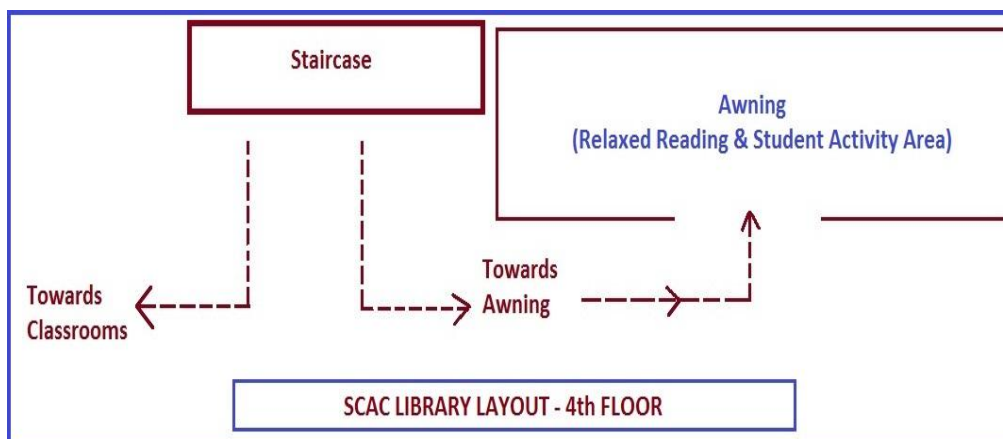 Staircase
Awning
(Relaxed Reading & Student Activity Area)
Towards
Classrooms
Towards
Awning
SCAC LIBRARY LAYOUT - 4th FLOOR